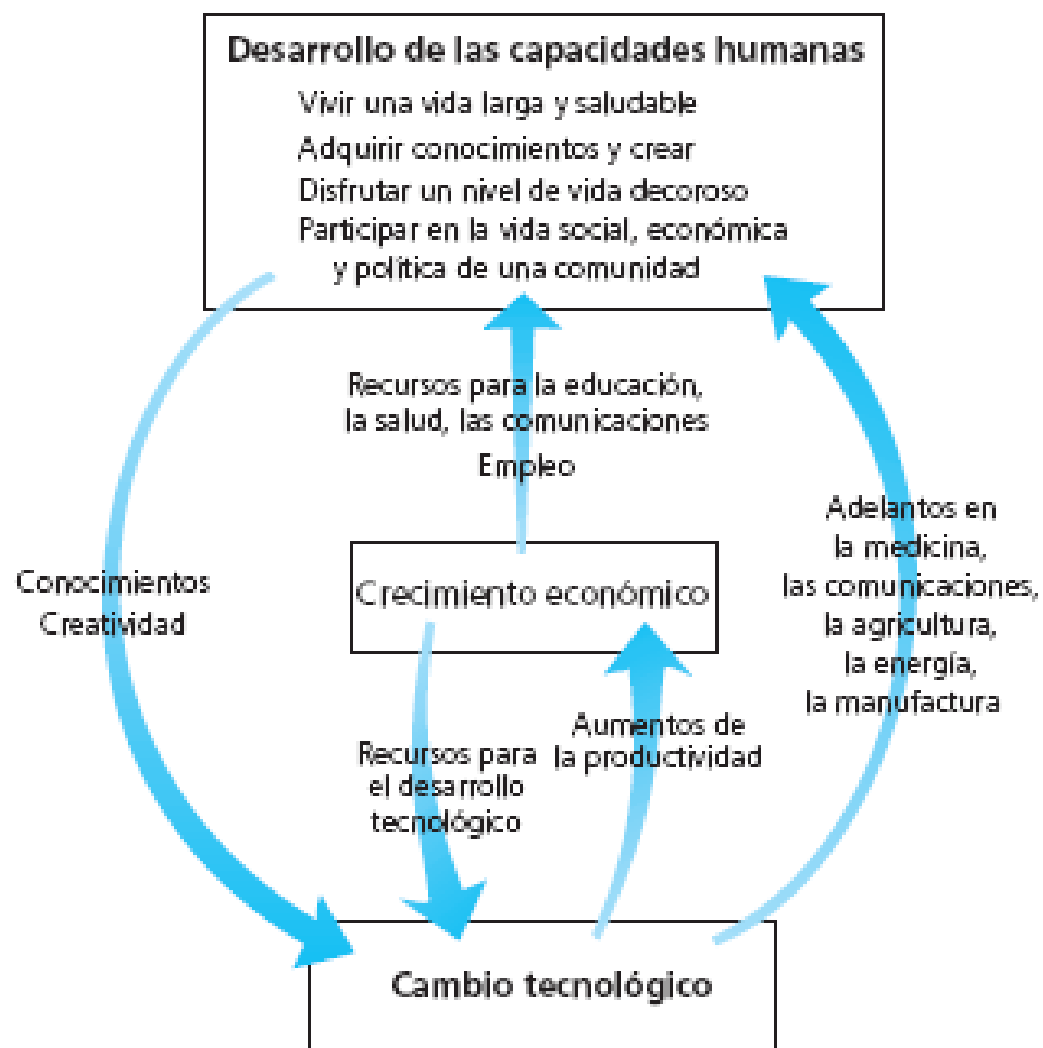 Desarrollo de las capacidades humanas
Vivir una vida larga y saludable
Adquirir conocimientos y crear
Disfrutar un nivel de vida decoroso
Participar en la vida social, económica
y política de una comunidad
Recursos para la educación,
la salud, las comunicaciones
Empleo
Adelantos en
la medicina,
las comunicaciones,
la agricultura,
la energía,
la manufactura
Conocimientos
Creatividad
Crecimiento económico
Recursos para
el desarrollo
tecnológico
Aumentos de
la productividad
Cambio tecnológico